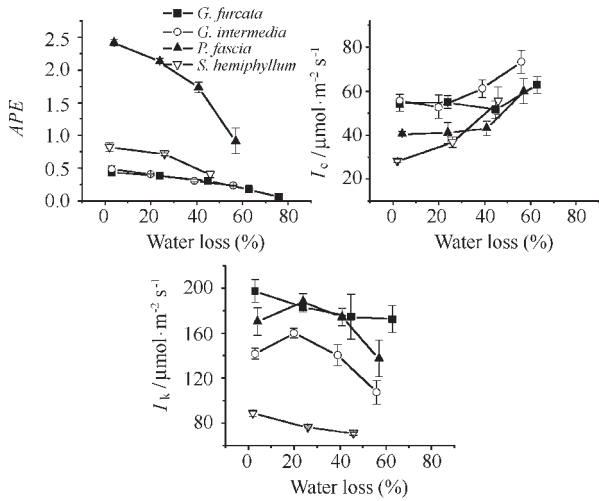 G. furcata
G. intermedia
P. fascia
S. hemiphyllum
APE
2.5
2.0
1.5
1.0
0.5
0.0
0 20 40 60 80
Water loss (%)
I_c /μmol·m⁻² s⁻¹
80
60
40
20
0 20 40 60 80
Water loss (%)
I_k /μmol·m⁻² s⁻¹
200
160
120
80
0 20 40 60 80
Water loss (%)